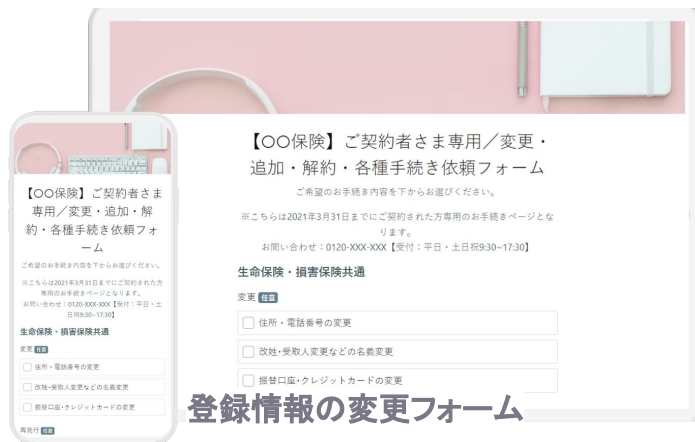 【〇〇保険】ご契約者さま専用／変更・
追加・解約・各種手続き依頼フォーム
ご希望のお手続き内容を下からお選びください。
※こちらは2021年3月31日までにご契約された方専用のお手続きページとな
ります。
お問い合わせ：0120-XXX-XXX【受付：平日・土日祝9:30~17:30】
生命保険・損害保険共通
変更 任意
住所・電話番号の変更
改姓・受取人変更などの名義変更
振替口座・クレジットカードの変更
【〇〇保険】ご契約者さま
専用／変更・追加・解
約・各種手続き依頼フォ
ーム
ご希望のお手続き内容を下からお選びください。
※こちらは2021年3月31日までにご契約された方
専用のお手続きページとなります。
お問い合わせ：0120-XXX-XXX【受付：平日・土
日祝9:30~17:30】
生命保険・損害保険共通
変更 任意
住所・電話番号の変更
改姓・受取人変更などの名義変更
振替口座・クレジットカードの変更
再発行 任意
登録情報の変更フォーム